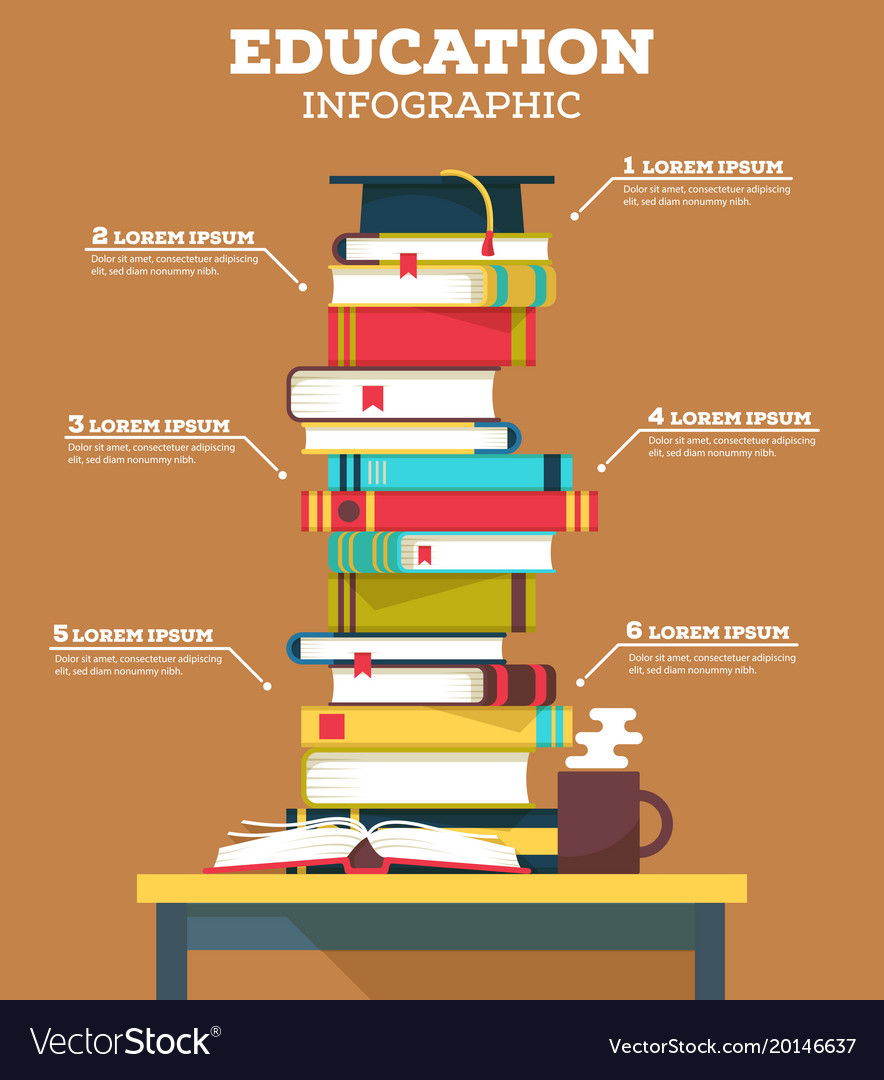 EDUCATION
INFOGRAPHIC
1 LOREM IPSUM
Dolor sit amet, consectetuer adipiscing
elit, sed diam nonummy nibh.
2 LOREM IPSUM
Dolor sit amet, consectetuer adipiscing
elit, sed diam nonummy nibh.
3 LOREM IPSUM
Dolor sit amet, consectetuer adipiscing
elit, sed diam nonummy nibh.
4 LOREM IPSUM
Dolor sit amet, consectetuer adipiscing
elit, sed diam nonummy nibh.
5 LOREM IPSUM
Dolor sit amet, consectetuer adipiscing
elit, sed diam nonummy nibh.
6 LOREM IPSUM
Dolor sit amet, consectetuer adipiscing
elit, sed diam nonummy nibh.
VectorStock®
VectorStock.com/20146637